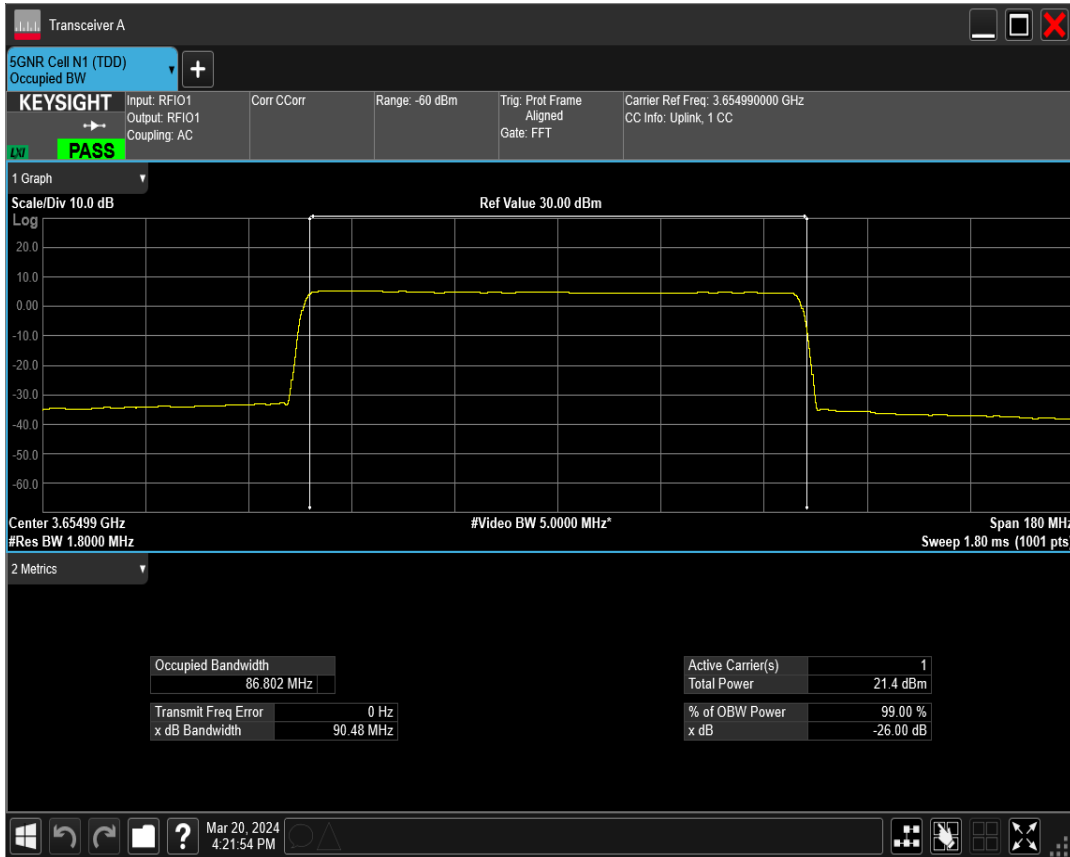 Transceiver A
5GNR Cell N1 (TDD)
Occupied BW
+
KEYSIGHT
LXI
PASS
Input: RFIO1
Output: RFIO1
Coupling: AC
Corr CCorr
Range: -60 dBm
Trig: Prot Frame
Aligned
Gate: FFT
Carrier Ref Freq: 3.654990000 GHz
CC Info: Uplink, 1 CC
1 Graph
Scale/Div 10.0 dB
Ref Value 30.00 dBm
Log
20.0
10.0
0.00
-10.0
-20.0
-30.0
-40.0
-50.0
-60.0
Center 3.65499 GHz
#Video BW 5.0000 MHz*
Span 180 MHz
#Res BW 1.8000 MHz
Sweep 1.80 ms (1001 pts)
2 Metrics
Occupied Bandwidth
86.802 MHz
Transmit Freq Error 0 Hz
x dB Bandwidth 90.48 MHz
Active Carrier(s) 1
Total Power 21.4 dBm
% of OBW Power 99.00 %
x dB -26.00 dB
?
Mar 20, 2024
4:21:54 PM